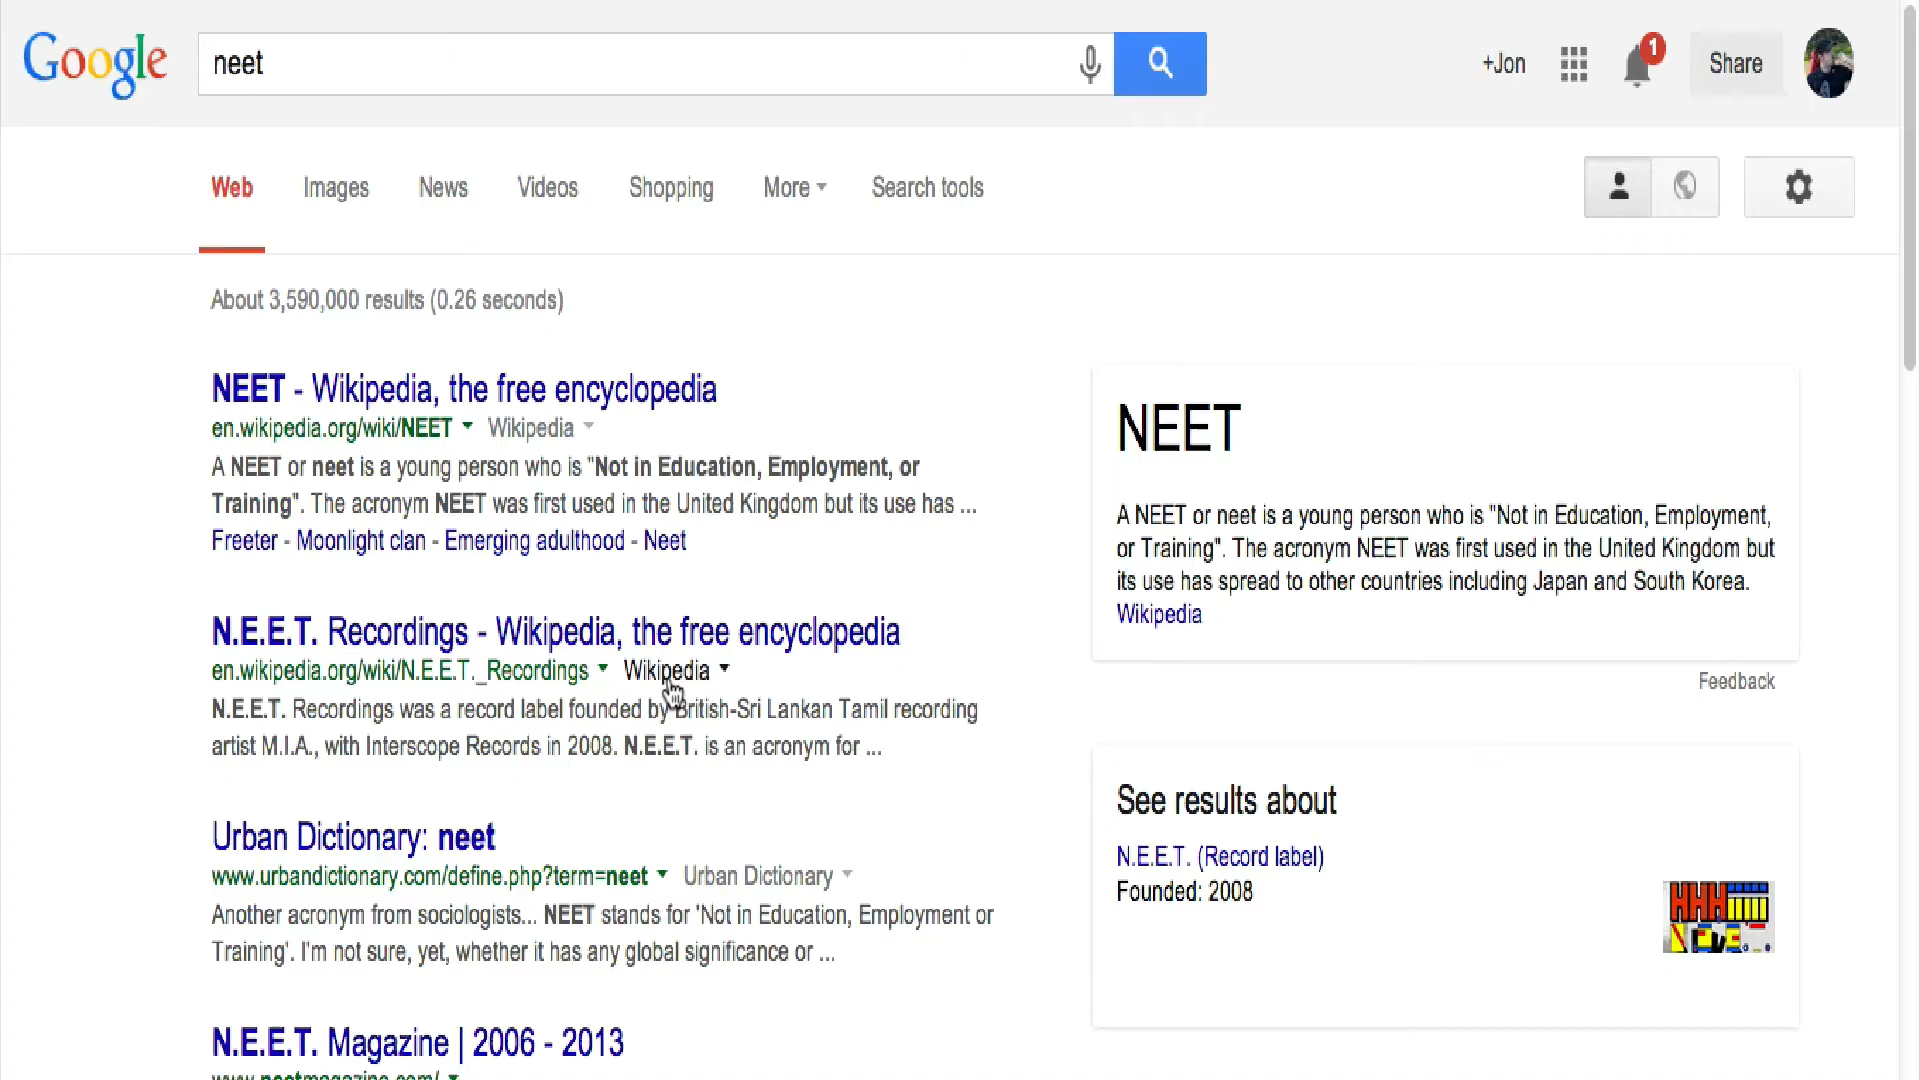 Google
neet
+Jon
1
Share
Web Images News Videos Shopping More Search tools
About 3,590,000 results (0.26 seconds)
NEET - Wikipedia, the free encyclopedia
en.wikipedia.org/wiki/NEET Wikipedia
A NEET or neet is a young person who is "Not in Education, Employment, or
Training". The acronym NEET was first used in the United Kingdom but its use has ...
Freeter - Moonlight clan - Emerging adulthood - Neet
N.E.E.T. Recordings - Wikipedia, the free encyclopedia
en.wikipedia.org/wiki/N.E.E.T._Recordings Wikipedia
N.E.E.T. Recordings was a record label founded by British-Sri Lankan Tamil recording
artist M.I.A., with Interscope Records in 2008. N.E.E.T. is an acronym for ...
Urban Dictionary: neet
www.urbandictionary.com/define.php?term=neet Urban Dictionary
Another acronym from sociologists... NEET stands for 'Not in Education, Employment or
Training'. I'm not sure, yet, whether it has any global significance or ...
N.E.E.T. Magazine | 2006 - 2013
www.neetmagazine.com/
NEET
A NEET or neet is a young person who is "Not in Education, Employment,
or Training". The acronym NEET was first used in the United Kingdom but
its use has spread to other countries including Japan and South Korea.
Wikipedia
Feedback
See results about
N.E.E.T. (Record label)
Founded: 2008